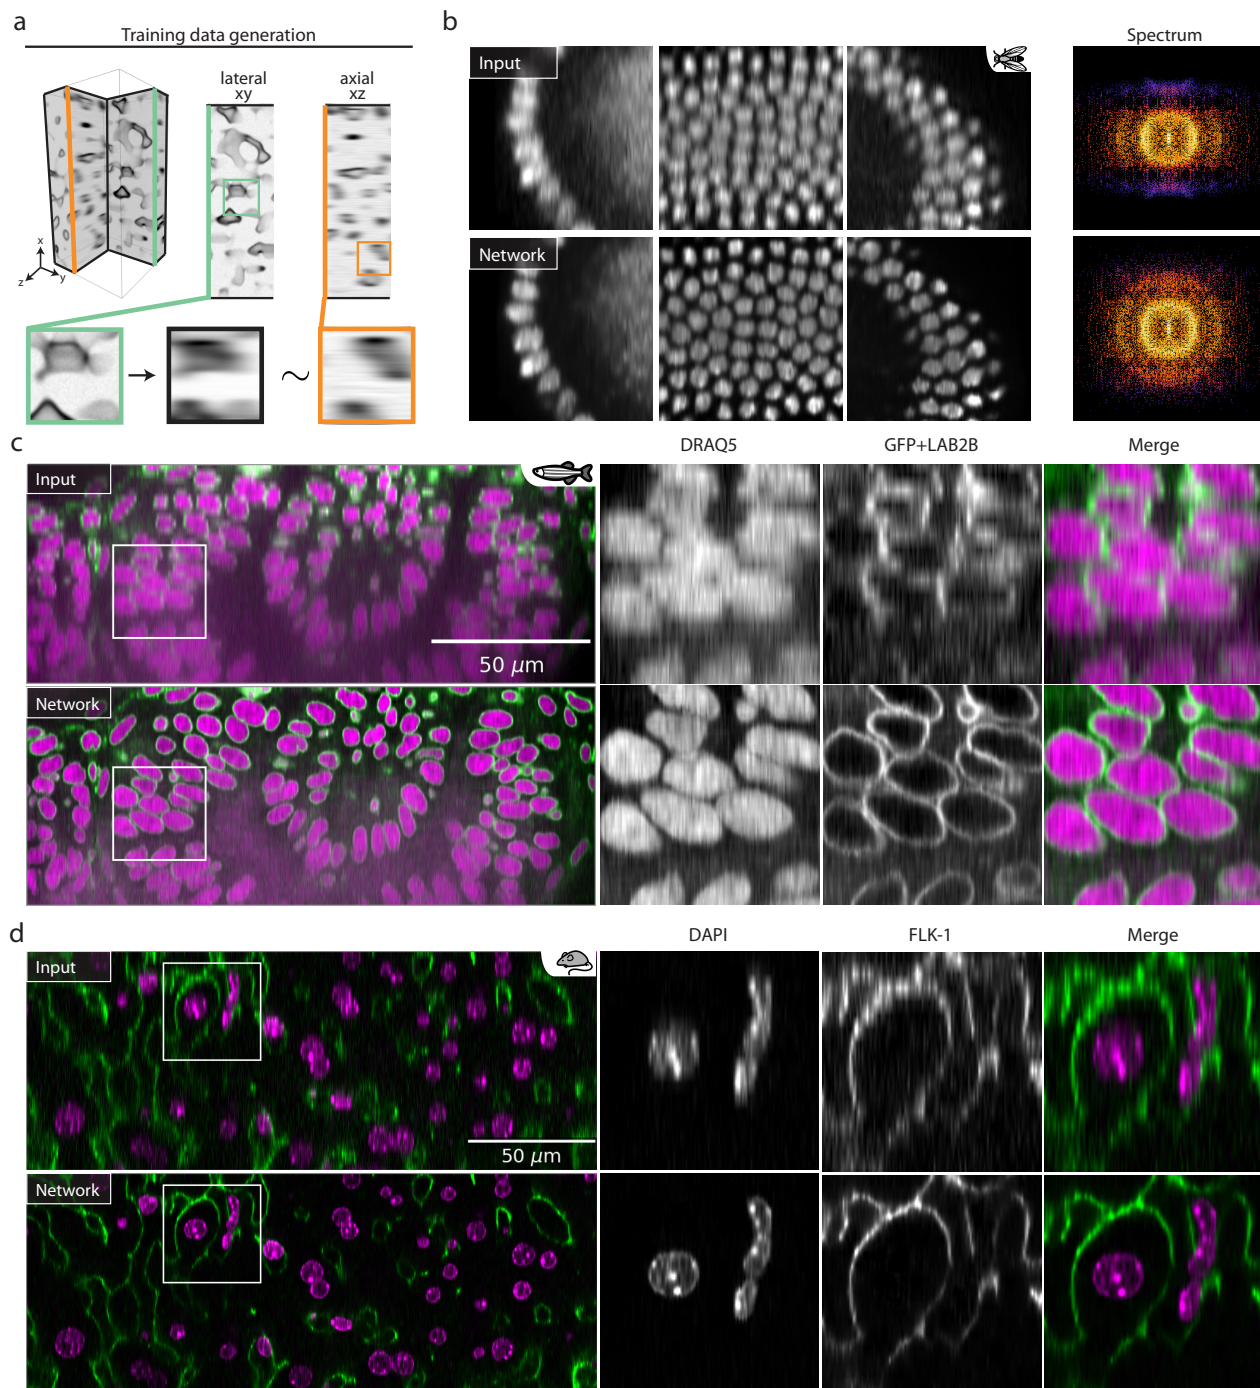 a
Training data generation
lateral
xy
axial
xz
x
z
y
~
b
Input
Spectrum
Network
c
DRAQ5
GFP+LAB2B
Merge
Input
50 μm
Network
d
DAPI
FLK-1
Merge
Input
50 μm
Network